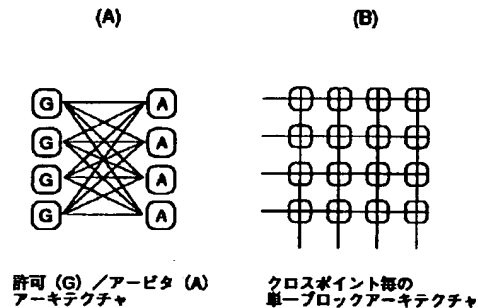 (A)
(B)
G A
G A
G A
G A
許可（G）／アービタ（A）
アーキテクチャ
クロスポイント毎の
単一ブロックアーキテクチャ